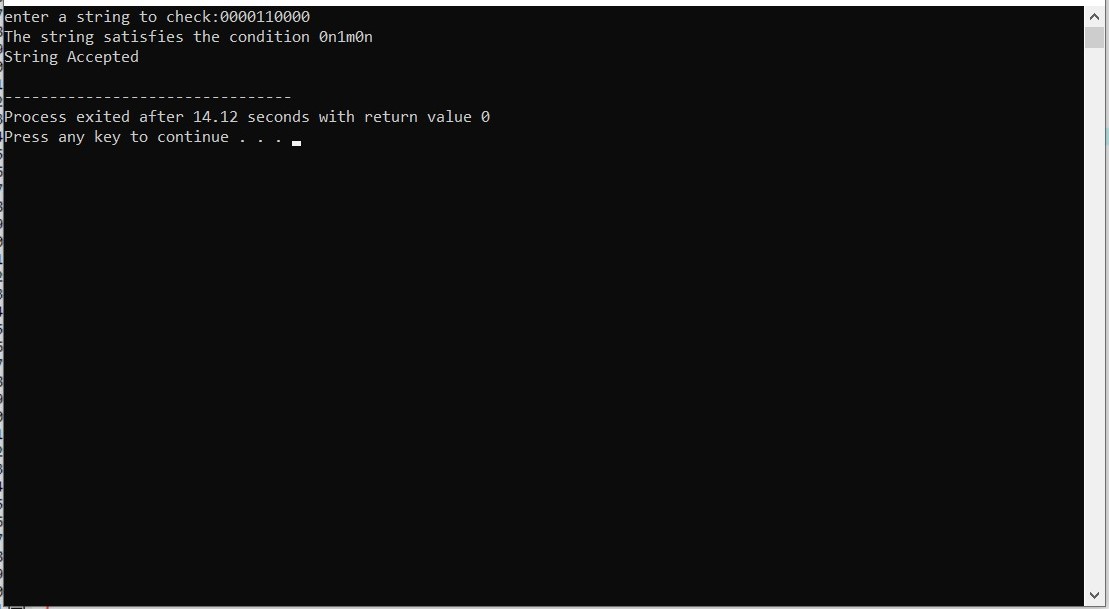 enter a string to check:0000110000
The string satisfies the condition 0n1m0n
String Accepted
--------------------------------
Process exited after 14.12 seconds with return value 0
Press any key to continue . . .